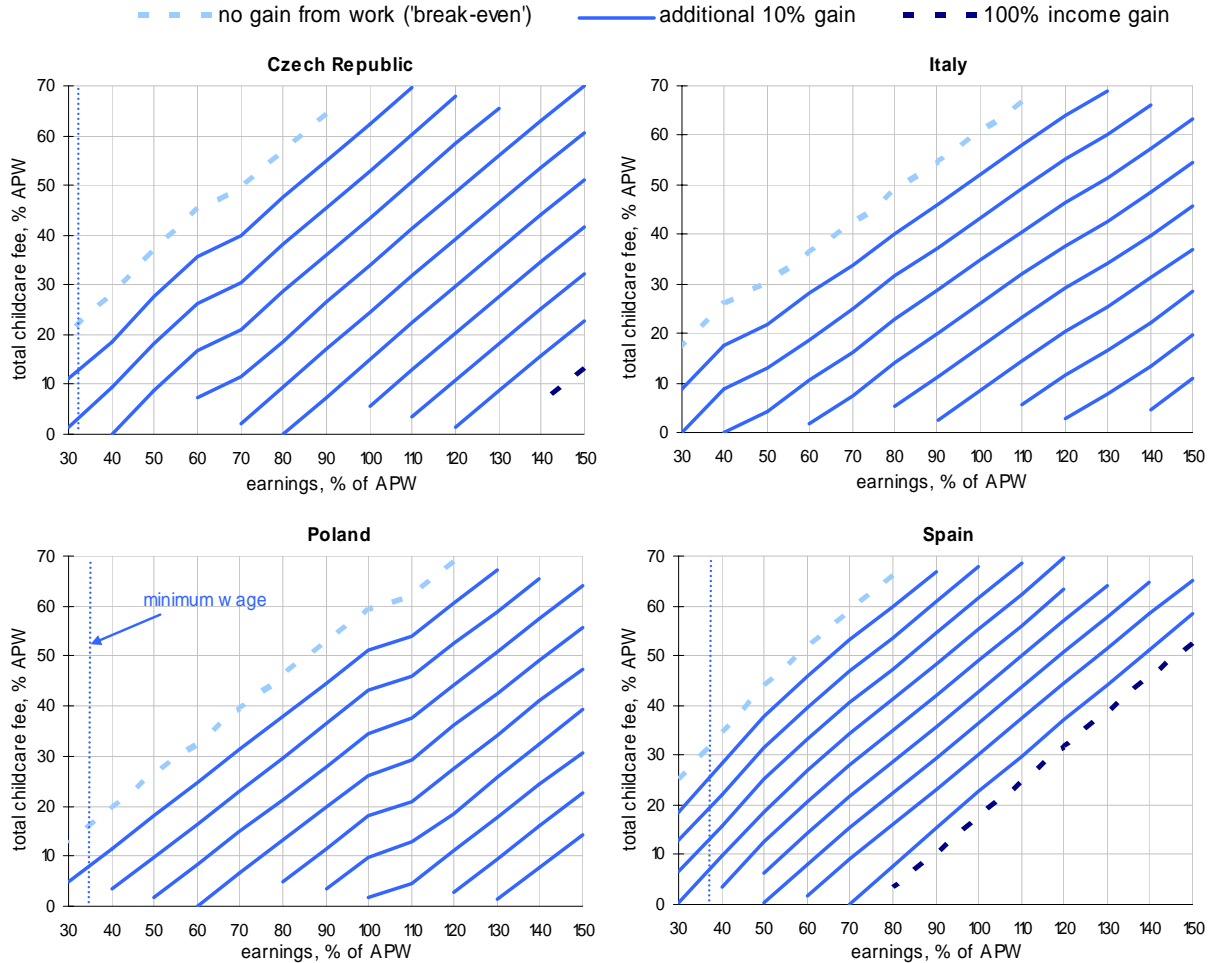 no gain from work ('break-even') additional 10% gain 100% income gain
Czech Republic
total childcare fee, % APW
70
60
50
40
30
20
10
0
30 40 50 60 70 80 90 100 110 120 130 140 150
earnings, % of APW
Italy
total childcare fee, % APW
70
60
50
40
30
20
10
0
30 40 50 60 70 80 90 100 110 120 130 140 150
earnings, % of APW
Poland
total childcare fee, % APW
70
60
50
40
30
20
10
0
minimum wage
30 40 50 60 70 80 90 100 110 120 130 140 150
earnings, % of APW
Spain
total childcare fee, % APW
70
60
50
40
30
20
10
0
30 40 50 60 70 80 90 100 110 120 130 140 150
earnings, % of APW